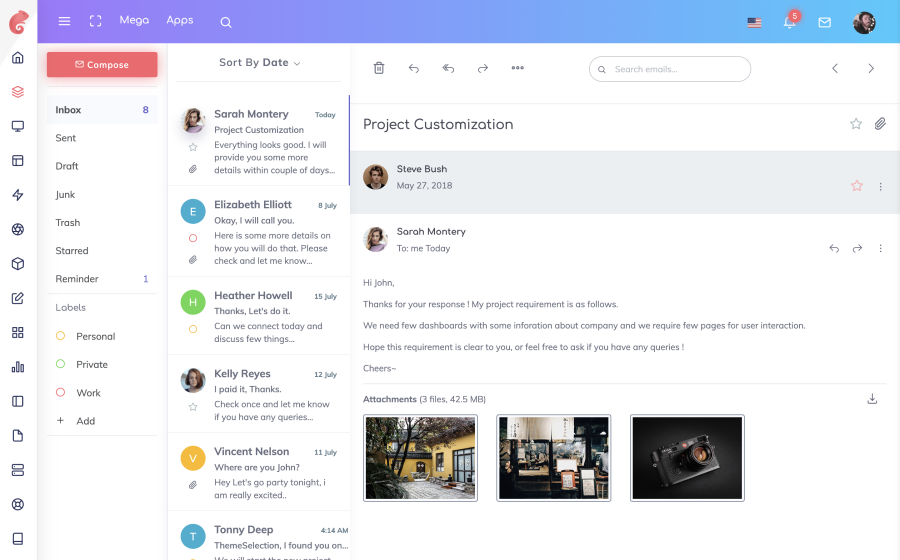 Mega Apps
5
Compose
Inbox 8
Sent
Draft
Junk
Trash
Starred
Reminder 1
Labels
Personal
Private
Work
+ Add
Sort By Date
Sarah Montery Today
Project Customization
Everything looks good. I will
provide you some more
details within couple of days...
E
Elizabeth Elliott 8 July
Okay, I will call you.
Here is some more details on
how you will do that. Please
check and let me know...
H
Heather Howell 15 July
Thanks, Let's do it.
Can we connect today and
discuss few things...
Kelly Reyes 12 July
I paid it, Thanks.
Check once and let me know
if you have any queries...
V
Vincent Nelson 11 July
Where are you John?
Hey Let's go party tonight, i
am really excited..
T
Tonny Deep 4:14 AM
ThemeSelection, I found you on...
We will start the new project
Search emails...
Project Customization
Steve Bush
May 27, 2018
Sarah Montery
To: me Today
Hi John,
Thanks for your response ! My project requirement is as follows.
We need few dashboards with some inforation about company and we require few pages for user interaction.
Hope this requirement is clear to you, or feel free to ask if you have any queries !
Cheers~
Attachments (3 files, 42.5 MB)